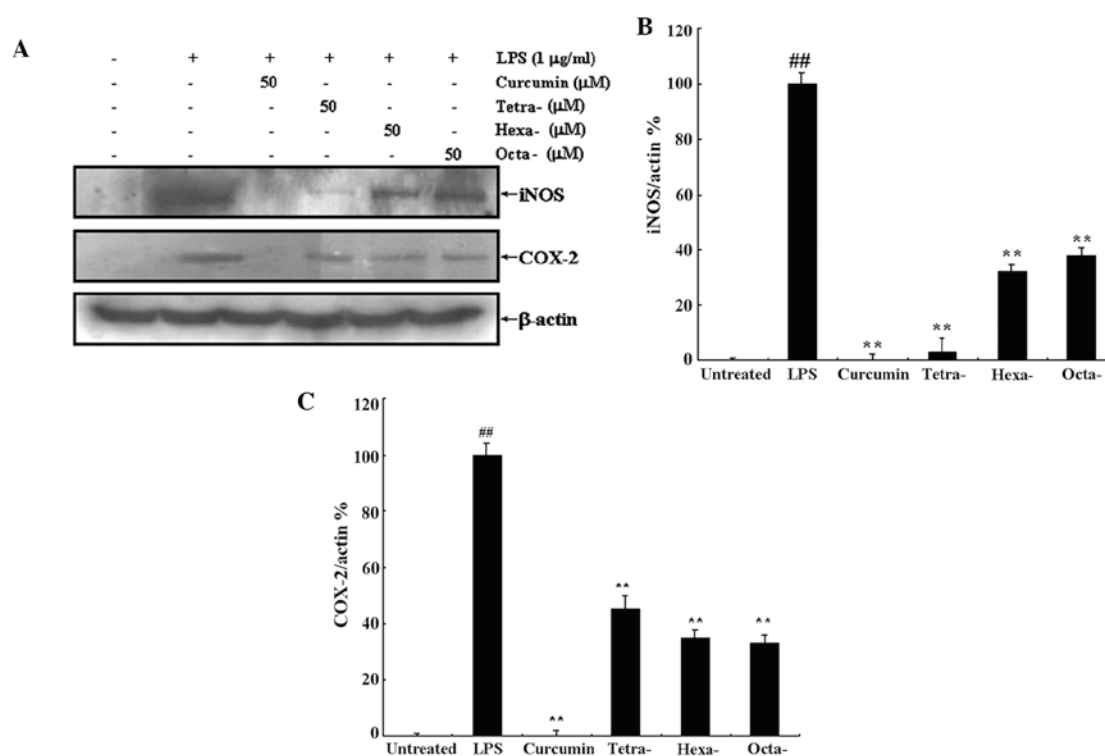 A
- + + + + + LPS (1 µg/ml)
- - 50 - - - Curcumin (µM)
- - - 50 - - Tetra- (µM)
- - - - 50 - Hexa- (µM)
- - - - - 50 Octa- (µM)
iNOS
COX-2
β-actin
B
iNOS/actin %
120
100
80
60
40
20
0
##
**
**
**
**
Untreated LPS Curcumin Tetra- Hexa- Octa-
C
COX-2/actin %
120
100
80
60
40
20
0
##
**
**
**
**
Untreated LPS Curcumin Tetra- Hexa- Octa-